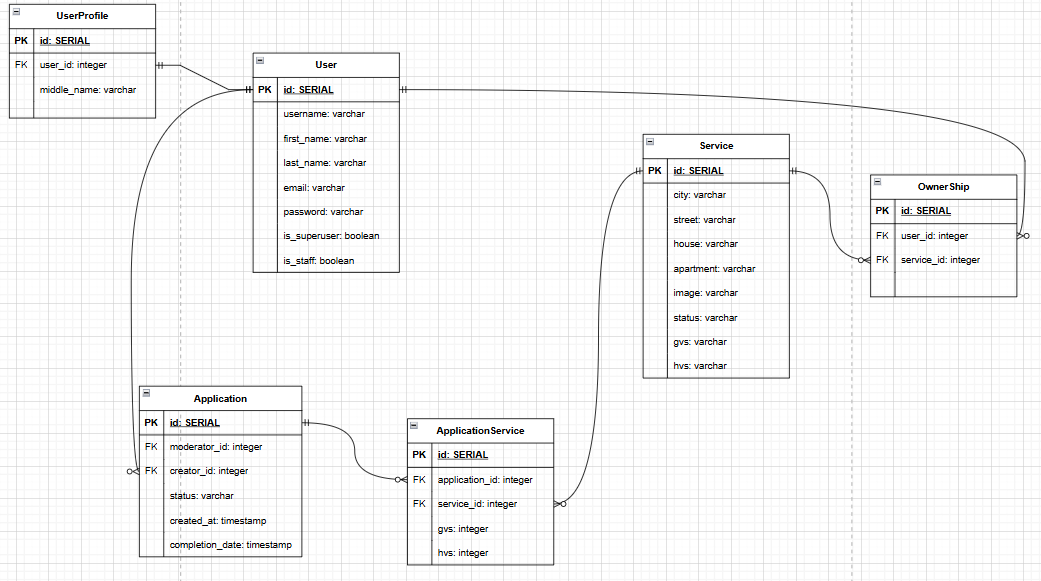 UserProfile
PK id: SERIAL
FK user_id: integer
middle_name: varchar
User
PK id: SERIAL
username: varchar
first_name: varchar
last_name: varchar
email: varchar
password: varchar
is_superuser: boolean
is_staff: boolean
Service
PK id: SERIAL
city: varchar
street: varchar
house: varchar
apartment: varchar
image: varchar
status: varchar
gvs: varchar
hvs: varchar
OwnerShip
PK id: SERIAL
FK user_id: integer
FK service_id: integer
Application
PK id: SERIAL
FK moderator_id: integer
FK creator_id: integer
status: varchar
created_at: timestamp
completion_date: timestamp
ApplicationService
PK id: SERIAL
FK application_id: integer
FK service_id: integer
gvs: integer
hvs: integer